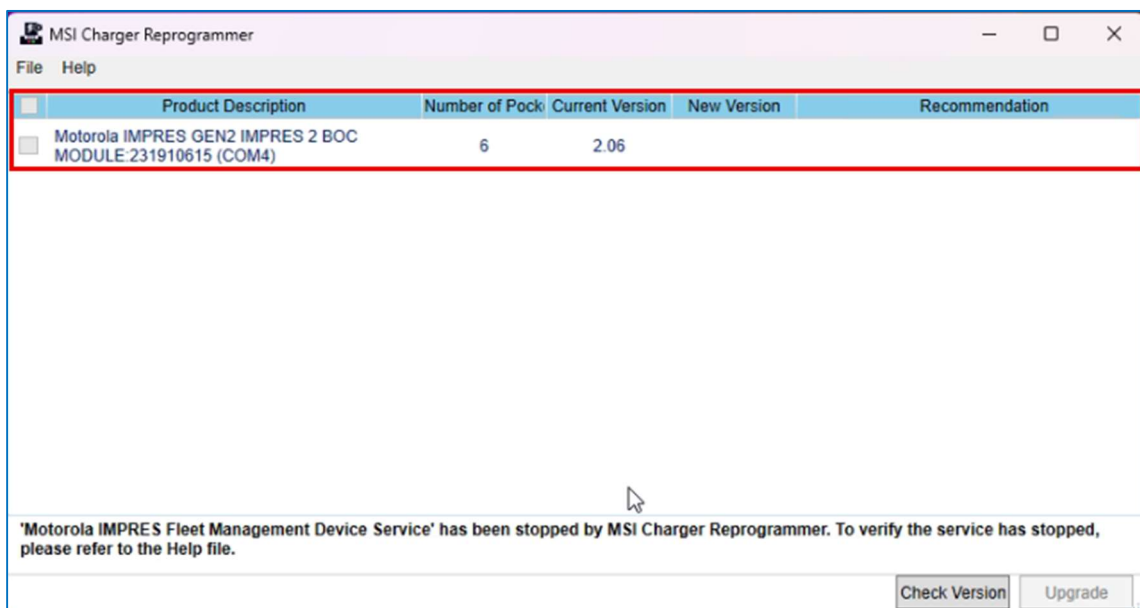 MSI Charger Reprogrammer
File Help
Product Description Number of Pock Current Version New Version Recommendation
Motorola IMPRES GEN2 IMPRES 2 BOC
MODULE:231910615 (COM4) 6 2.06
'Motorola IMPRES Fleet Management Device Service' has been stopped by MSI Charger Reprogrammer. To verify the service has stopped,
please refer to the Help file.
Check Version Upgrade